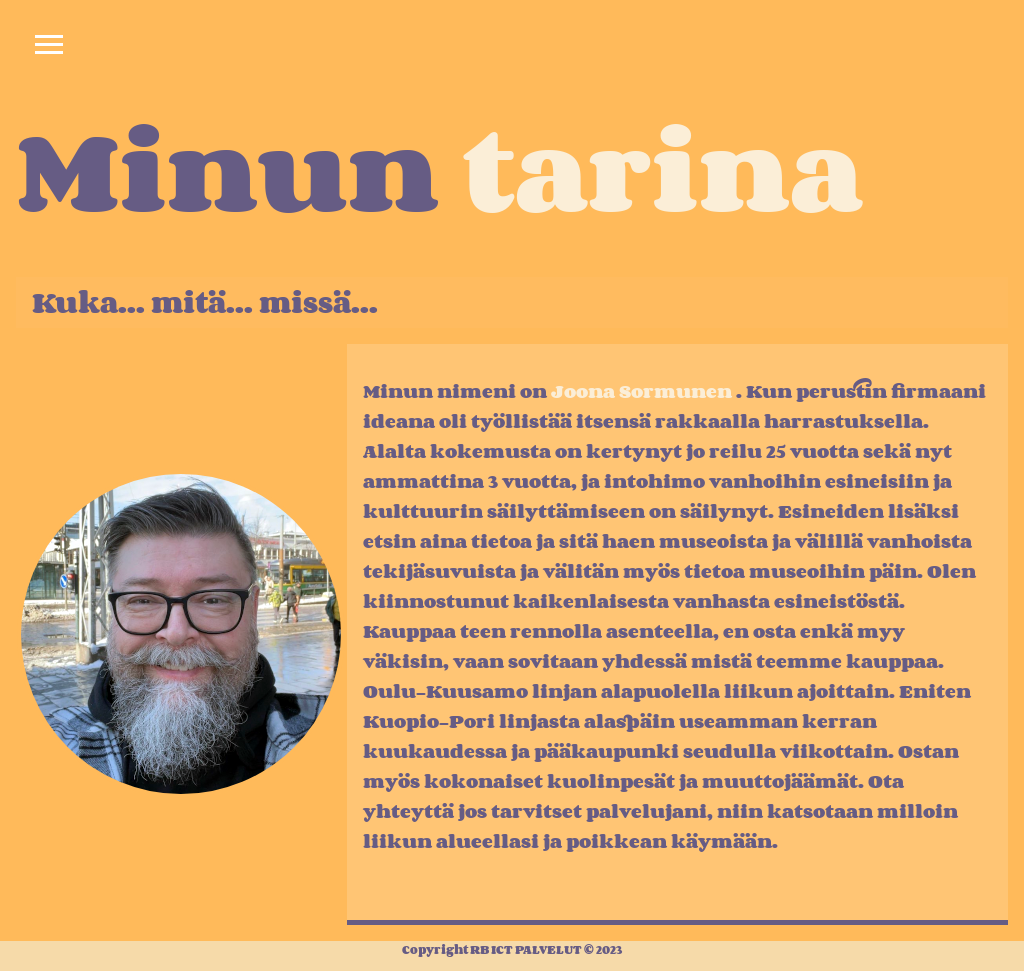 Minun tarina
Kuka... mitä... missä...
Minun nimeni on Joona Sormunen . Kun perustin firmaani
ideana oli työllistää itsensä rakkaalla harrastuksella.
Alalta kokemusta on kertynyt jo reilu 25 vuotta sekä nyt
ammattina 3 vuotta, ja intohimo vanhoihin esineisiin ja
kulttuurin säilyttämiseen on säilynyt. Esineiden lisäksi
etsin aina tietoa ja sitä haen museoista ja välillä vanhoista
tekijäsuvuista ja välitän myös tietoa museoihin päin. Olen
kiinnostunut kaikenlaisesta vanhasta esineistöstä.
Kauppaa teen rennolla asenteella, en osta enkä myy
väkisin, vaan sovitaan yhdessä mistä teemme kauppaa.
Oulu-Kuusamo linjan alapuolella liikun ajoittain. Eniten
Kuopio-Pori linjasta alaspäin useamman kerran
kuukaudessa ja pääkaupunki seudulla viikottain. Ostan
myös kokonaiset kuolinpesät ja muuttojäämät. Ota
yhteyttä jos tarvitset palvelujani, niin katsotaan milloin
liikun alueellasi ja poikkean käymään.
Copyright RB ICT PALVELUT © 2023